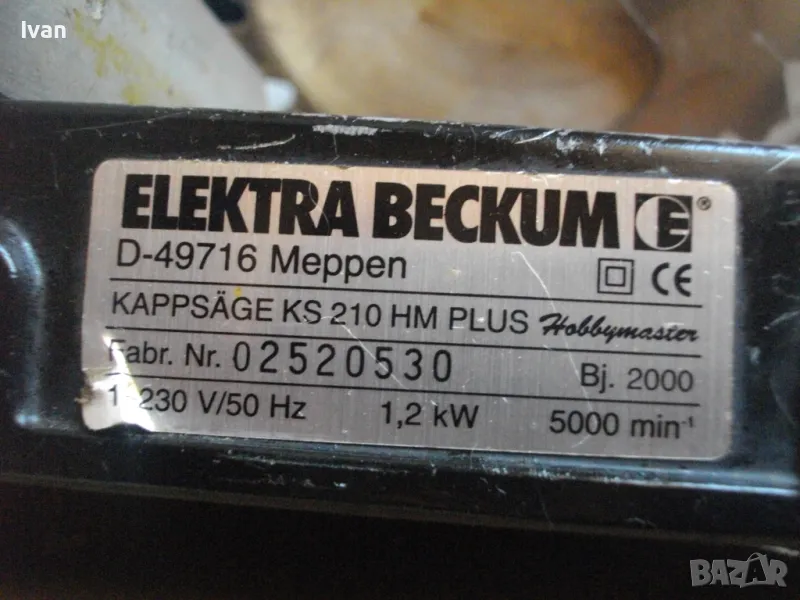 Ivan
ELEKTRA BECKUM E®
D-49716 Meppen CE
KAPPSÄGE KS 210 HM PLUS Hobbymaster
Fabr. Nr. 02520530 Bj. 2000
1~230 V/50 Hz 1,2 kW 5000 min⁻¹
BAZAR